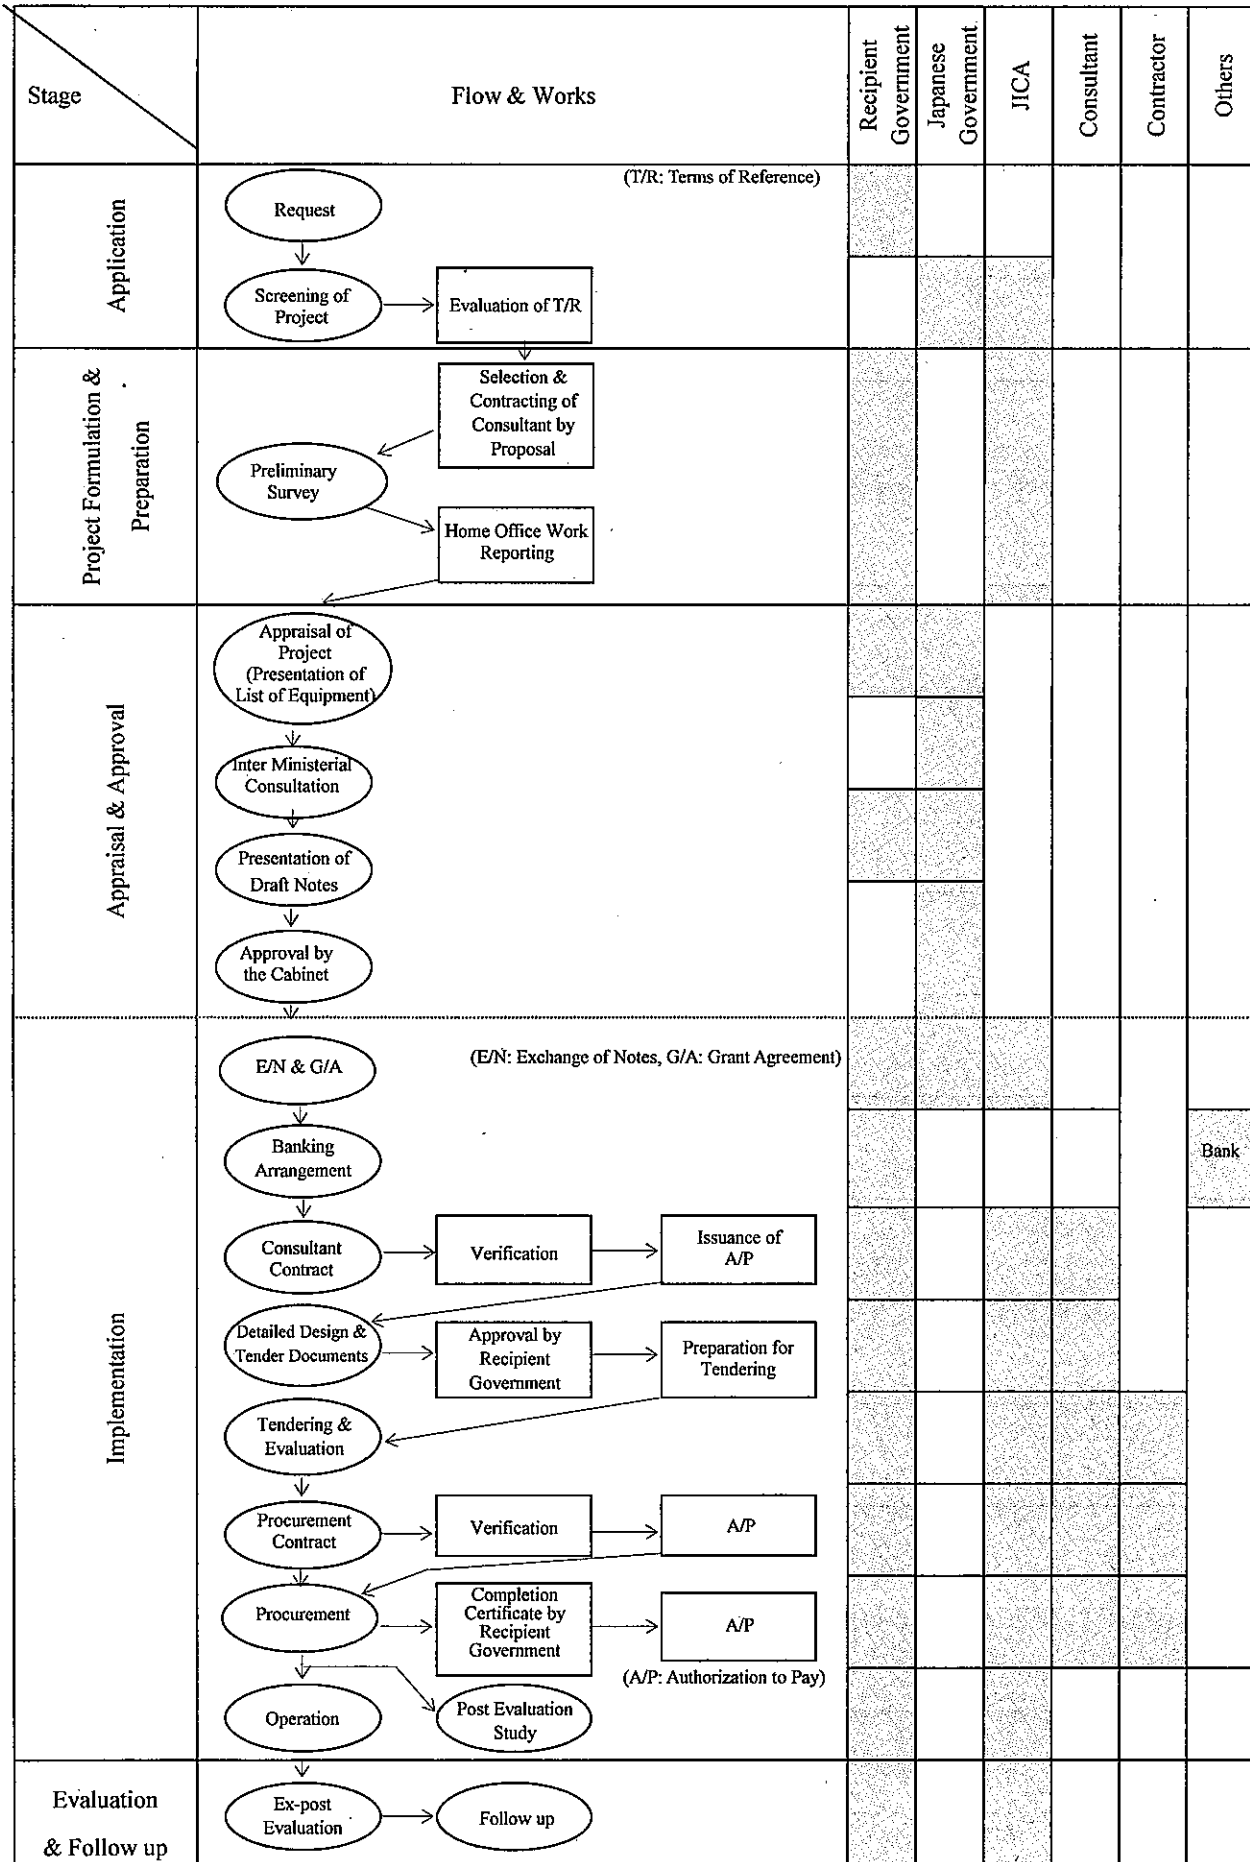 Stage
Flow & Works
Recipient
Government
Japanese
Government
JICA
Consultant
Contractor
Others
Application
(T/R: Terms of Reference)
Request
Screening of
Project
Evaluation of T/R
Project Formulation &
Preparation
Selection &
Contracting of
Consultant by
Proposal
Preliminary
Survey
Home Office Work
Reporting
Appraisal & Approval
Appraisal of
Project
(Presentation of
List of Equipment)
Inter Ministerial
Consultation
Presentation of
Draft Notes
Approval by
the Cabinet
Implementation
E/N & G/A
(E/N: Exchange of Notes, G/A: Grant Agreement)
Banking
Arrangement
Bank
Consultant
Contract
Verification
Issuance of
A/P
Detailed Design &
Tender Documents
Approval by
Recipient
Government
Preparation for
Tendering
Tendering &
Evaluation
Procurement
Contract
Verification
A/P
Procurement
Completion
Certificate by
Recipient
Government
A/P
(A/P: Authorization to Pay)
Operation
Post Evaluation
Study
Evaluation
& Follow up
Ex-post
Evaluation
Follow up